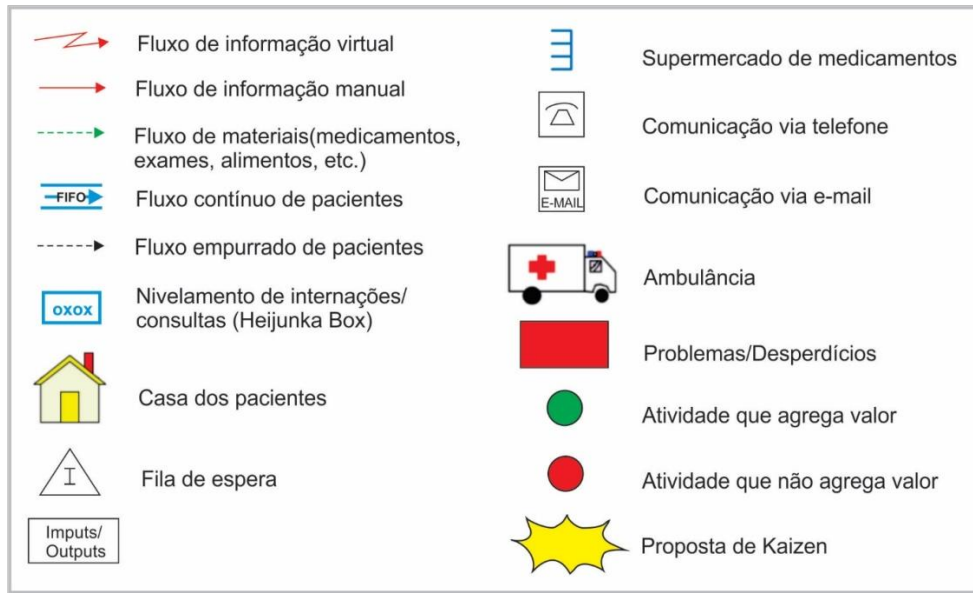 Fluxo de informação virtual
Fluxo de informação manual
Fluxo de materiais(medicamentos,
exames, alimentos, etc.)
FIFO
Fluxo contínuo de pacientes
Fluxo empurrado de pacientes
oxox
Nivelamento de internações/
consultas (Heijunka Box)
Casa dos pacientes
I
Fila de espera
Imputs/
Outputs
Supermercado de medicamentos
Comunicação via telefone
E-MAIL
Comunicação via e-mail
Ambulância
Problemas/Desperdícios
Atividade que agrega valor
Atividade que não agrega valor
Proposta de Kaizen